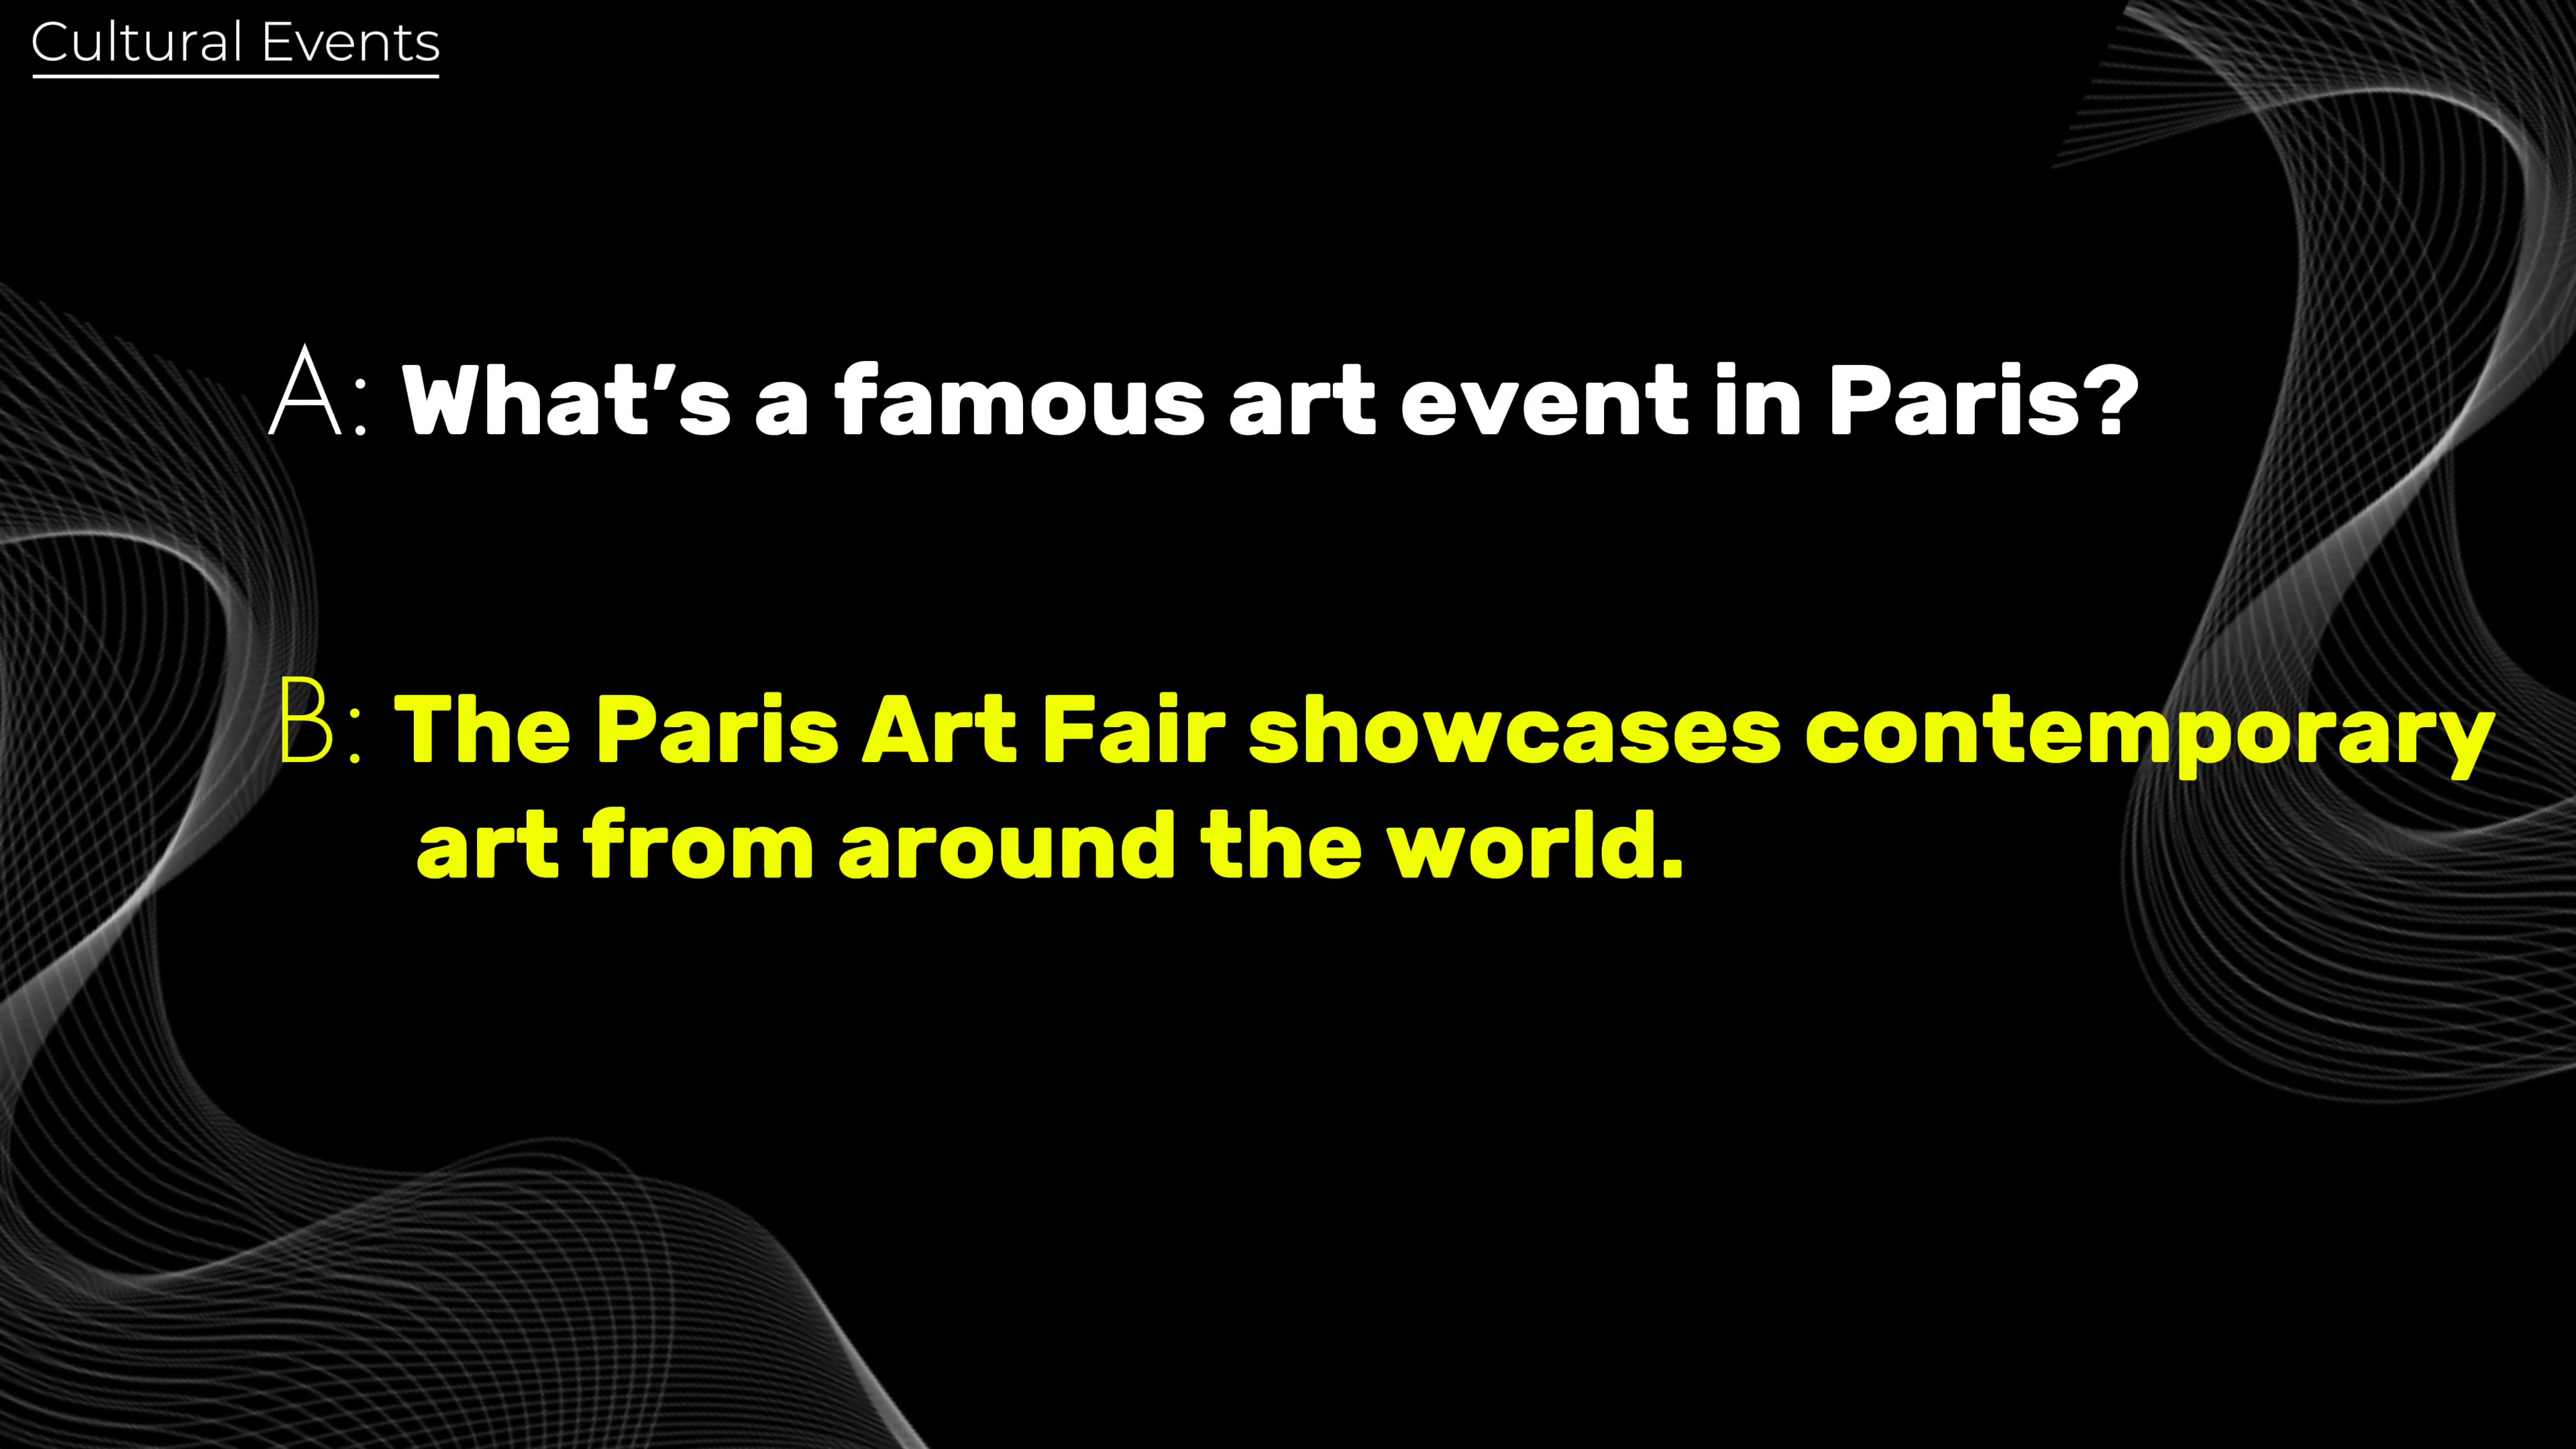 Cultural Events
A: What’s a famous art event in Paris?
B: The Paris Art Fair showcases contemporary
art from around the world.